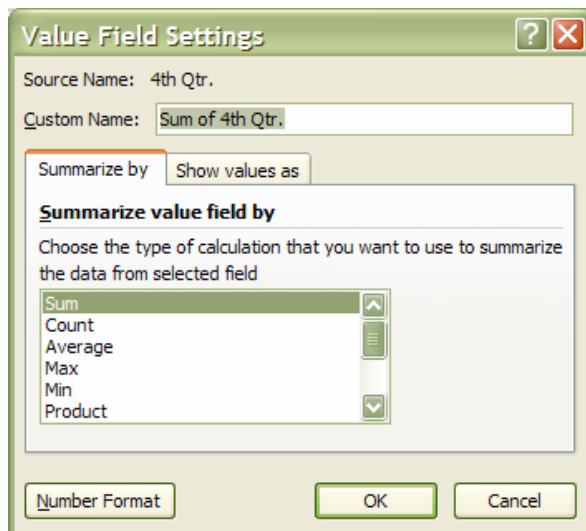 Value Field Settings
Source Name: 4th Qtr.
Custom Name: Sum of 4th Qtr.
Summarize by Show values as
Summarize value field by
Choose the type of calculation that you want to use to summarize
the data from selected field
Sum
Count
Average
Max
Min
Product
Number Format OK Cancel